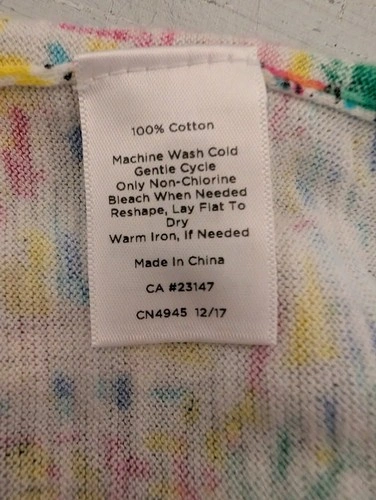 100% Cotton
Machine Wash Cold
Gentle Cycle
Only Non-Chlorine
Bleach When Needed
Reshape, Lay Flat To
Dry
Warm Iron, If Needed
Made In China
CA #23147
CN4945 12/17